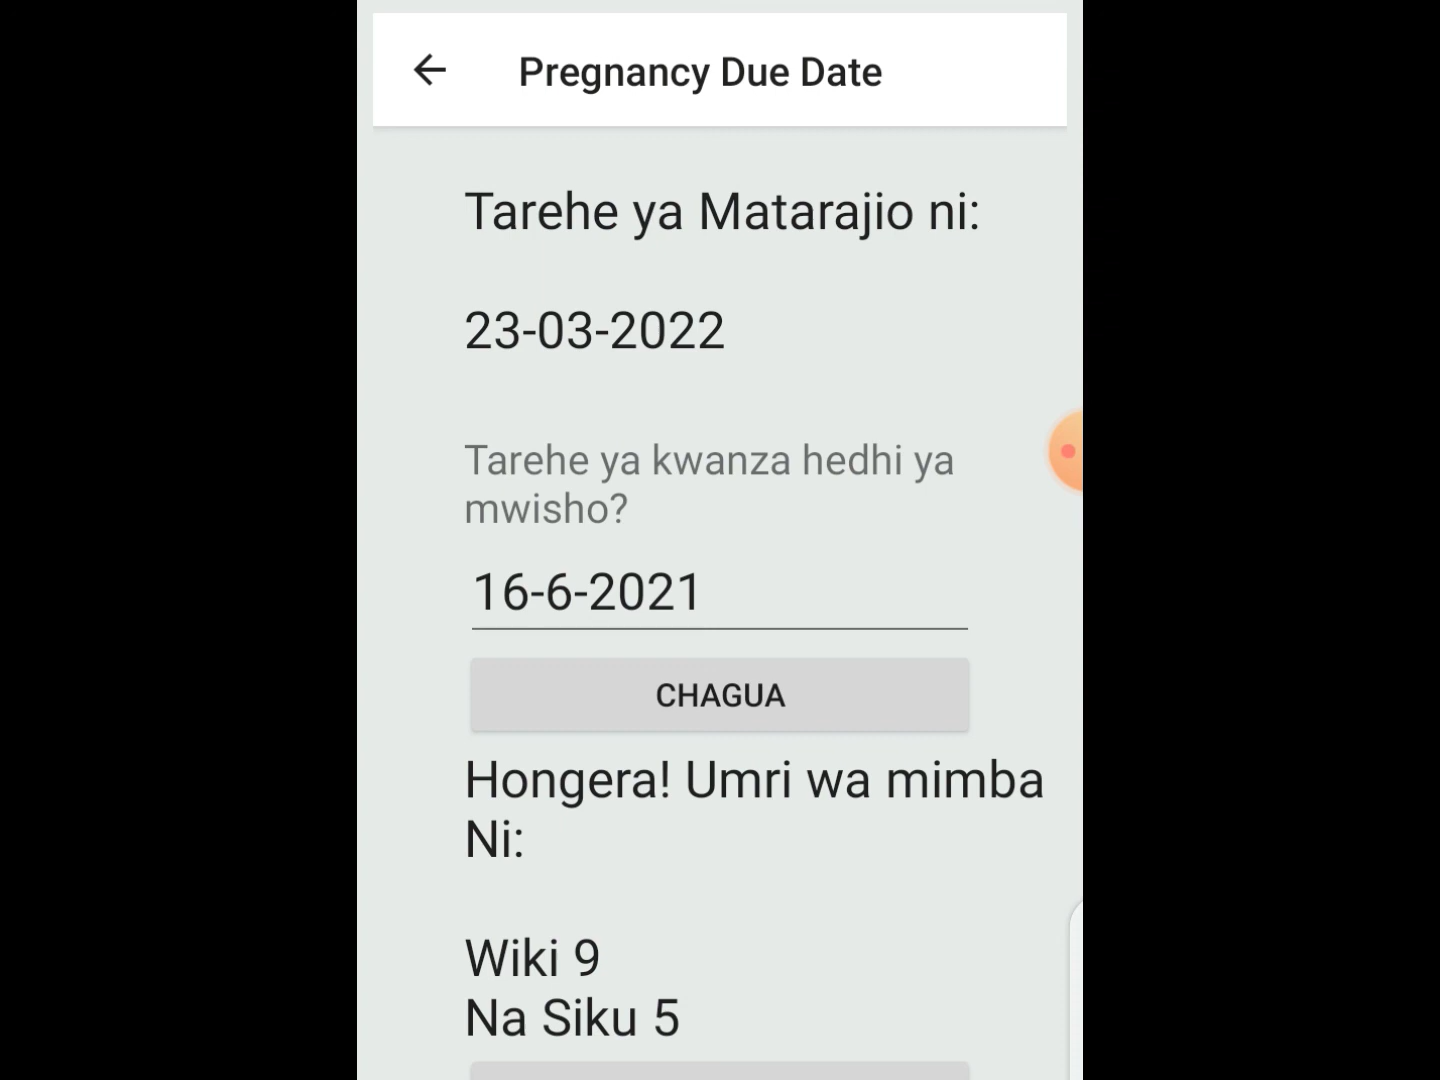 Pregnancy Due Date
Tarehe ya Matarajio ni:
23-03-2022
Tarehe ya kwanza hedhi ya
mwisho?
16-6-2021
CHAGUA
Hongera! Umri wa mimba
Ni:
Wiki 9
Na Siku 5